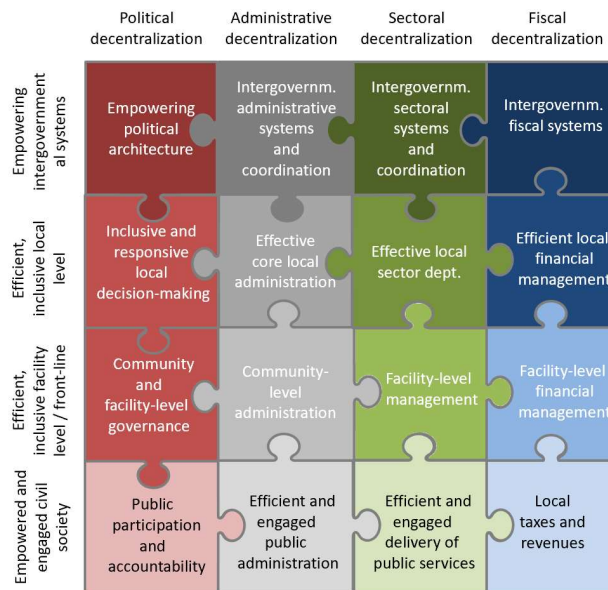 Political
decentralization
Administrative
decentralization
Sectoral
decentralization
Fiscal
decentralization
Empowering
intergovernment
al systems
Empowering
political
architecture
Intergovernm.
administrative
systems
and
coordination
Intergovernm.
sectoral
systems
and
coordination
Intergovernm.
fiscal systems
Efficient,
inclusive local
level
Inclusive and
responsive
local
decision-making
Effective
core local
administration
Effective local
sector dept.
Efficient local
financial
management
Efficient,
inclusive facility
level / front-line
Community
and
facility-level
governance
Community-
level
administration
Facility-level
management
Facility-level
financial
management
Empowered and
engaged civil
society
Public
participation
and
accountability
Efficient and
engaged
public
administration
Efficient and
engaged
delivery of
public services
Local
taxes and
revenues